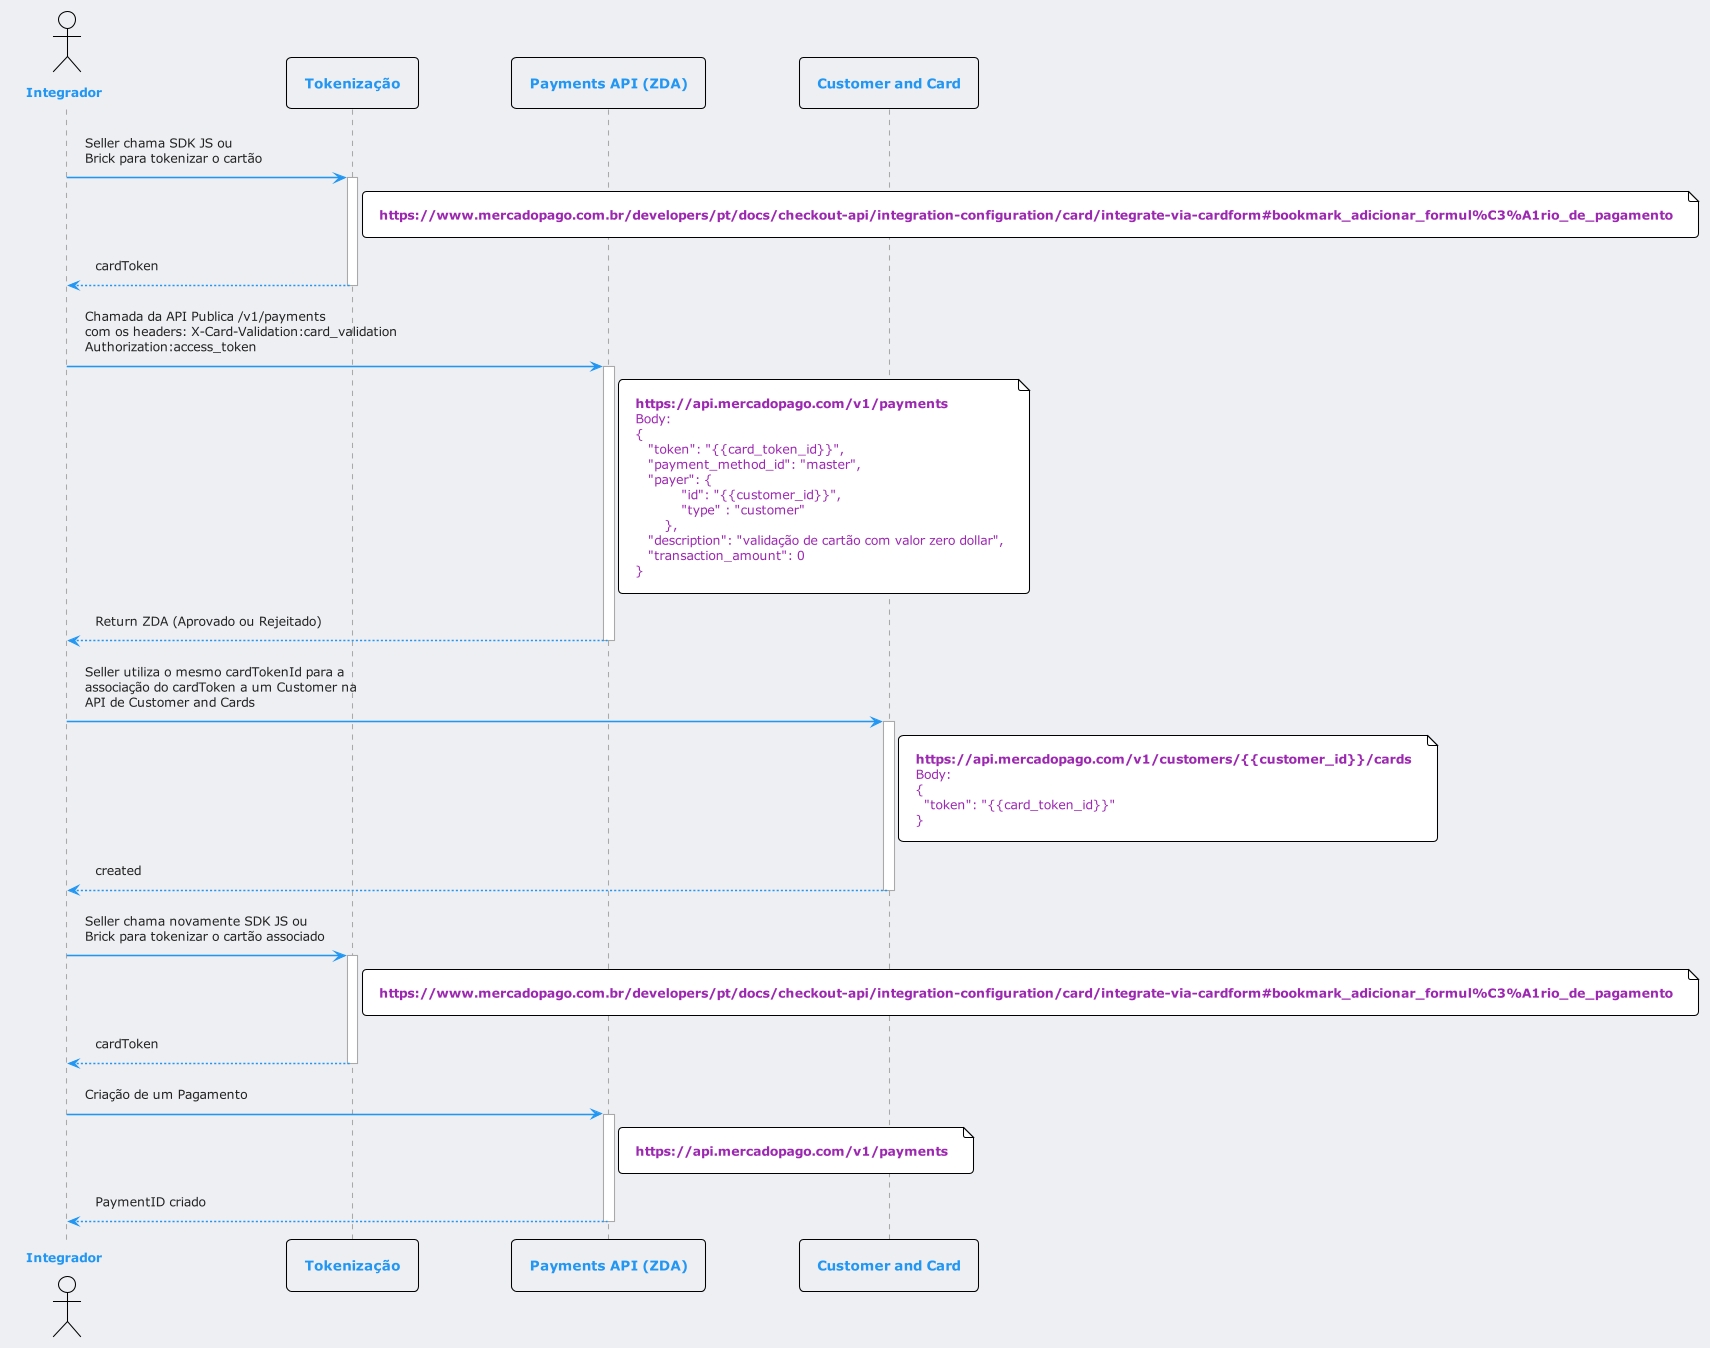 Integrador
Tokenização
Payments API (ZDA)
Customer and Card
Seller chama SDK JS ou
Brick para tokenizar o cartão
https://www.mercadopago.com.br/developers/pt/docs/checkout-api/integration-configuration/card/integrate-via-cardform#bookmark_adicionar_formul%C3%A1rio_de_pagamento
cardToken
Chamada da API Publica /v1/payments
com os headers: X-Card-Validation:card_validation
Authorization:access_token
https://api.mercadopago.com/v1/payments
Body:
{
"token": "{{card_token_id}}",
"payment_method_id": "master",
"payer": {
"id": "{{customer_id}}",
"type" : "customer"
},
"description": "validação de cartão com valor zero dollar",
"transaction_amount": 0
}
Return ZDA (Aprovado ou Rejeitado)
Seller utiliza o mesmo cardTokenId para a
associação do cardToken a um Customer na
API de Customer and Cards
https://api.mercadopago.com/v1/customers/{{customer_id}}/cards
Body:
{
"token": "{{card_token_id}}"
}
created
Seller chama novamente SDK JS ou
Brick para tokenizar o cartão associado
https://www.mercadopago.com.br/developers/pt/docs/checkout-api/integration-configuration/card/integrate-via-cardform#bookmark_adicionar_formul%C3%A1rio_de_pagamento
cardToken
Criação de um Pagamento
https://api.mercadopago.com/v1/payments
PaymentID criado
Integrador
Tokenização
Payments API (ZDA)
Customer and Card